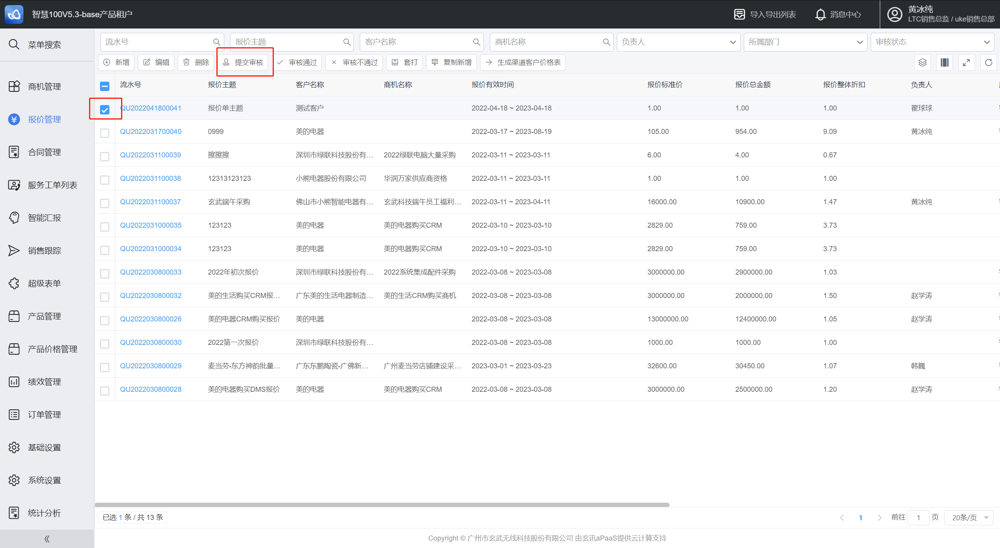 智慧100V5.3-base产品租户
导入导出列表
消息中心
黄冰纯
LTC销售总监 / uke销售总部
菜单搜索
商机管理
报价管理
合同管理
服务工单列表
智能汇报
销售跟踪
超级表单
产品管理
产品价格管理
绩效管理
订单管理
基础设置
系统设置
统计分析
流水号 报价主题 客户名称 商机名称 负责人 所属部门 审核状态
新增 编辑 删除 提交审核 审核通过 审核不通过 套打 复制新增 生成渠道客户价格表
流水号 报价主题 客户名称 商机名称 报价有效时间 报价标准价 报价总金额 报价整体折扣 负责人
QU2022041800041 报价单主题 测试客户 2022-04-18 ~ 2023-04-18 1.00 1.00 1.00 翟球球
QU2022031700040 0999 美的电器 2022-03-17 ~ 2023-08-19 105.00 954.00 9.09 黄冰纯
QU2022031100039 擦擦擦 深圳市绿联科技股份有… 2022绿联电脑大量采购 2022-03-11 ~ 2023-03-11 6.00 4.00 0.67
QU2022031100038 12313123123 小熊电器股份有限公司 华润万家供应商资格 2022-03-11 ~ 2023-03-11 1.00 1.00 1.00
QU2022031100037 玄武端午采购 佛山市小熊智能电器有… 玄武科技端午员工福利… 2022-03-11 ~ 2023-04-11 16000.00 10900.00 1.47 黄冰纯
QU2022031000035 123123 美的电器 美的电器购买CRM 2022-03-10 ~ 2023-03-10 2829.00 759.00 3.73
QU2022031000034 123123 美的电器 美的电器购买CRM 2022-03-10 ~ 2023-03-10 2829.00 759.00 3.73
QU2022030800033 2022年初次报价 深圳市绿联科技股份有… 2022系统集成配件采购 2022-03-08 ~ 2023-03-08 3000000.00 2900000.00 1.03
QU2022030800032 美的生活购买CRM报… 广东美的生活电器制造… 美的生活CRM购买商机 2022-03-08 ~ 2023-03-08 3000000.00 2000000.00 1.50 赵学涛
QU2022030800026 美的电器CRM购买报价 美的电器 2022-03-08 ~ 2023-03-08 13000000.00 12400000.00 1.05 赵学涛
QU2022030800030 2022第一次报价 深圳市绿联科技股份有… 2022-03-08 ~ 2023-03-08 1000.00 1000.00 1.00
QU2022030800029 麦当劳-东方神韵批量… 广东东鹏陶瓷-广佛新… 广州麦当劳店铺建设采… 2023-03-01 ~ 2023-03-23 32600.00 30450.00 1.07 韩巍
QU2022030800028 美的电器购买DMS报价 美的电器 美的电器购买CRM 2022-03-08 ~ 2023-03-08 3000000.00 2500000.00 1.20 赵学涛
已选 1 条 / 共 13 条
1 前往 1 页 20条/页
Copyright © 广州市玄武无线科技股份有限公司 由玄讯aPaaS提供云计算支持